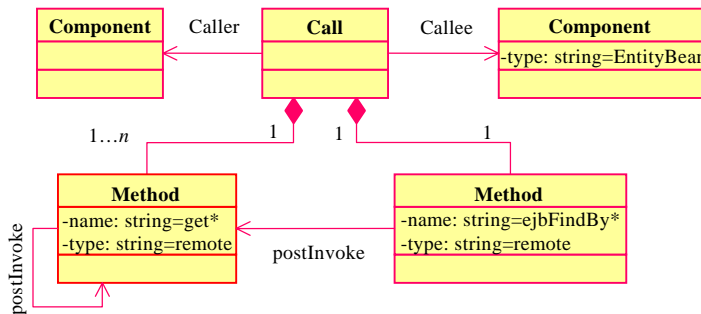 Component
Caller
Call
Callee
Component
-type: string=EntityBean
1…n
1
1
1
Method
-name: string=get*
-type: string=remote
postInvoke
postInvoke
Method
-name: string=ejbFindBy*
-type: string=remote